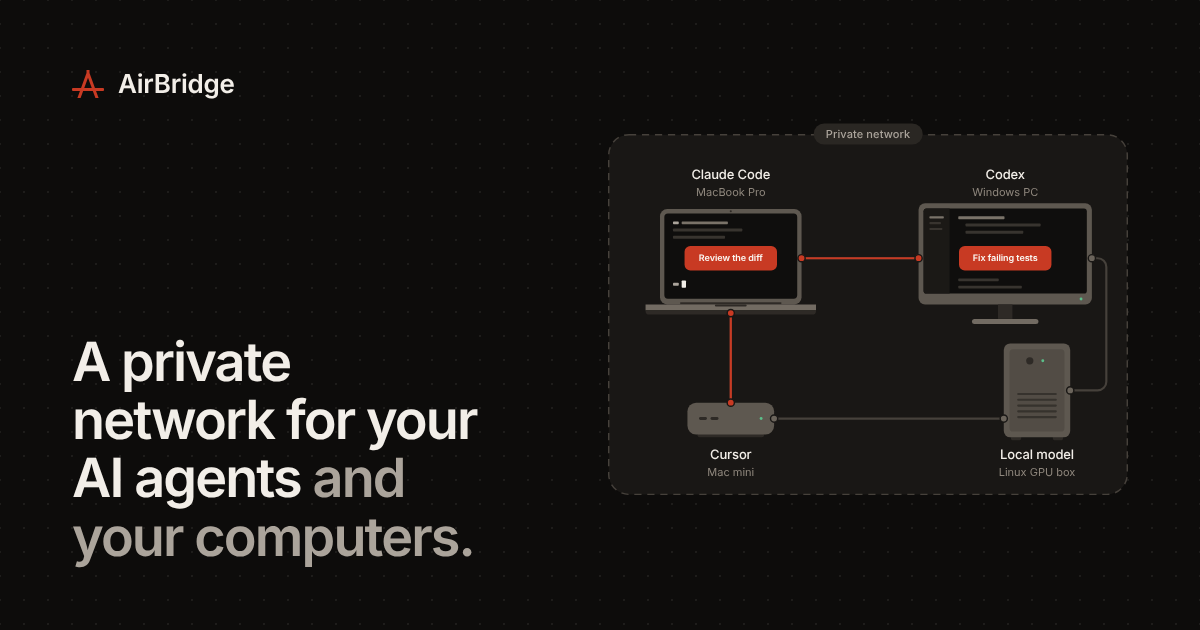 AirBridge
A private
network for your
AI agents and
your computers.
Private network
Claude Code
MacBook Pro
Review the diff
Codex
Windows PC
Fix failing tests
Cursor
Mac mini
Local model
Linux GPU box